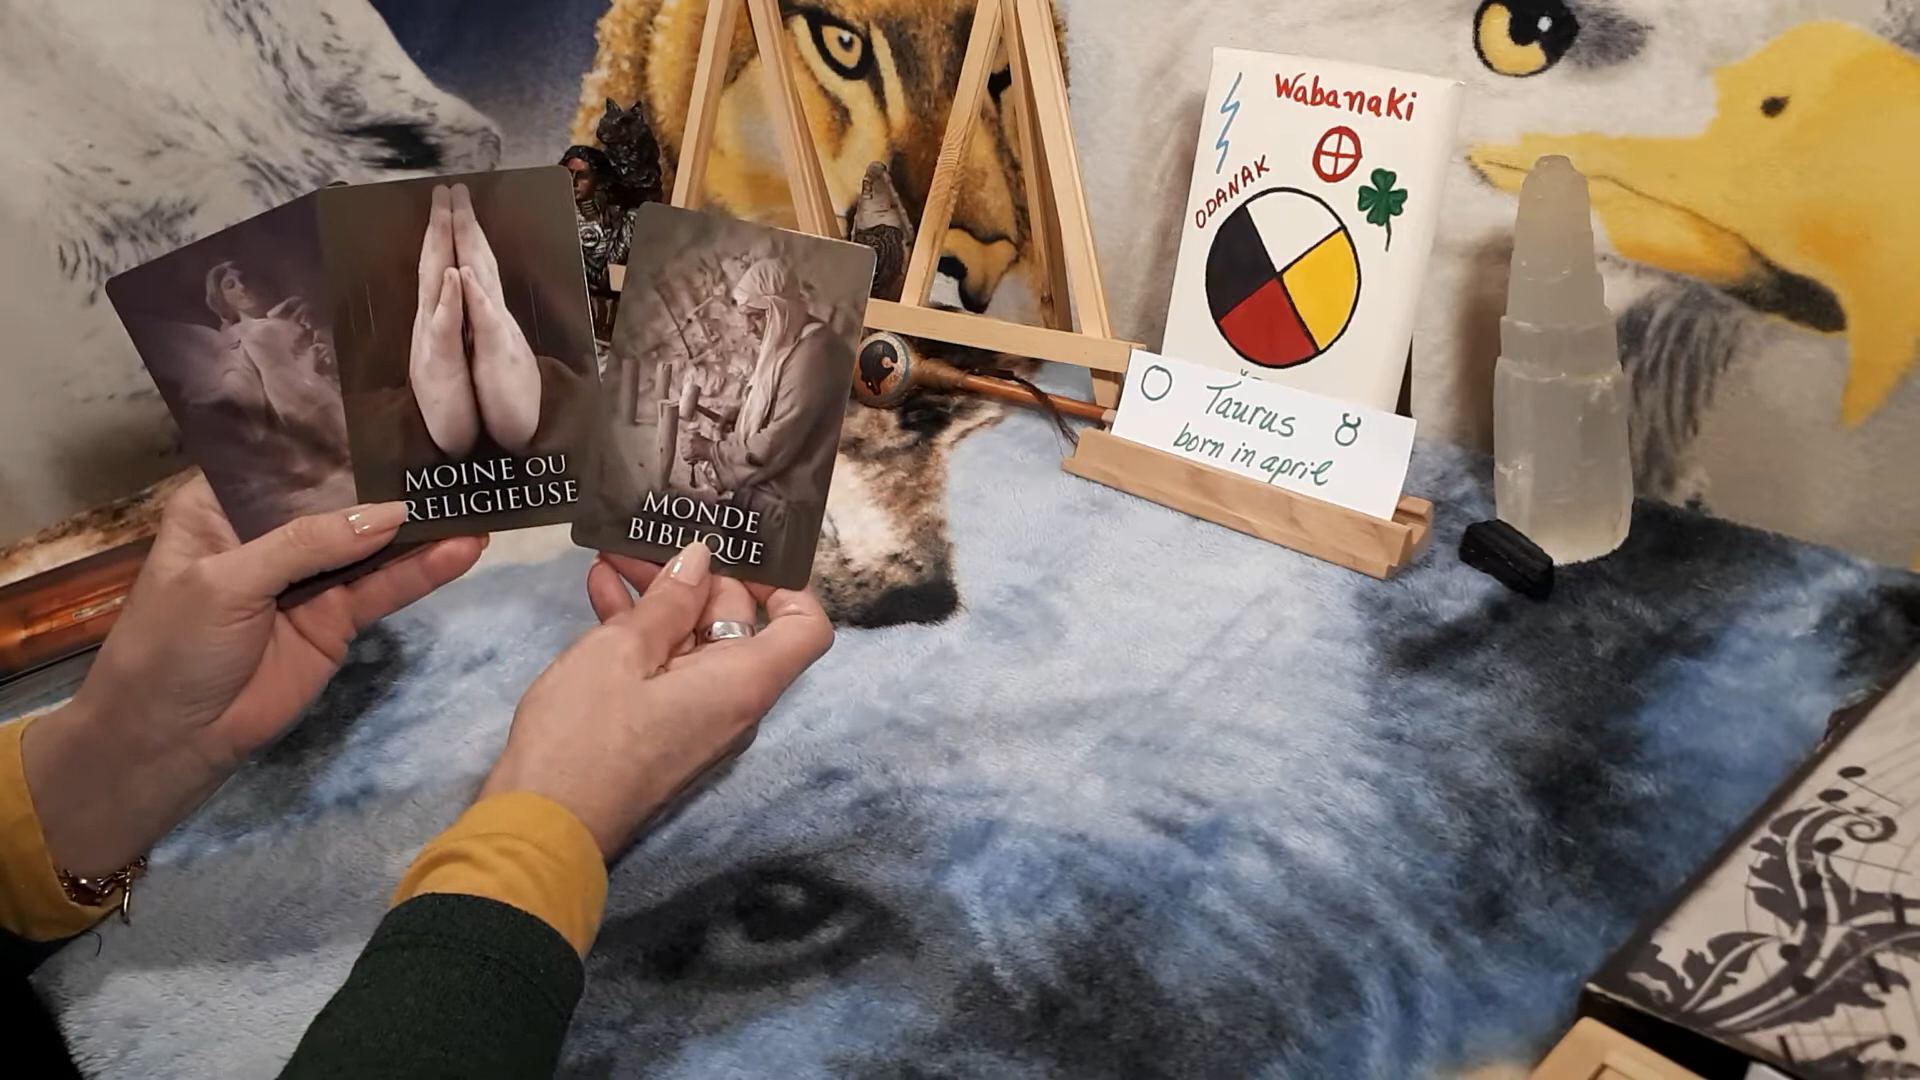 MOINE OU
RELIGIEUSE
MONDE
BIBLIQUE
Wabanaki
ODANAK
Taurus
born in april